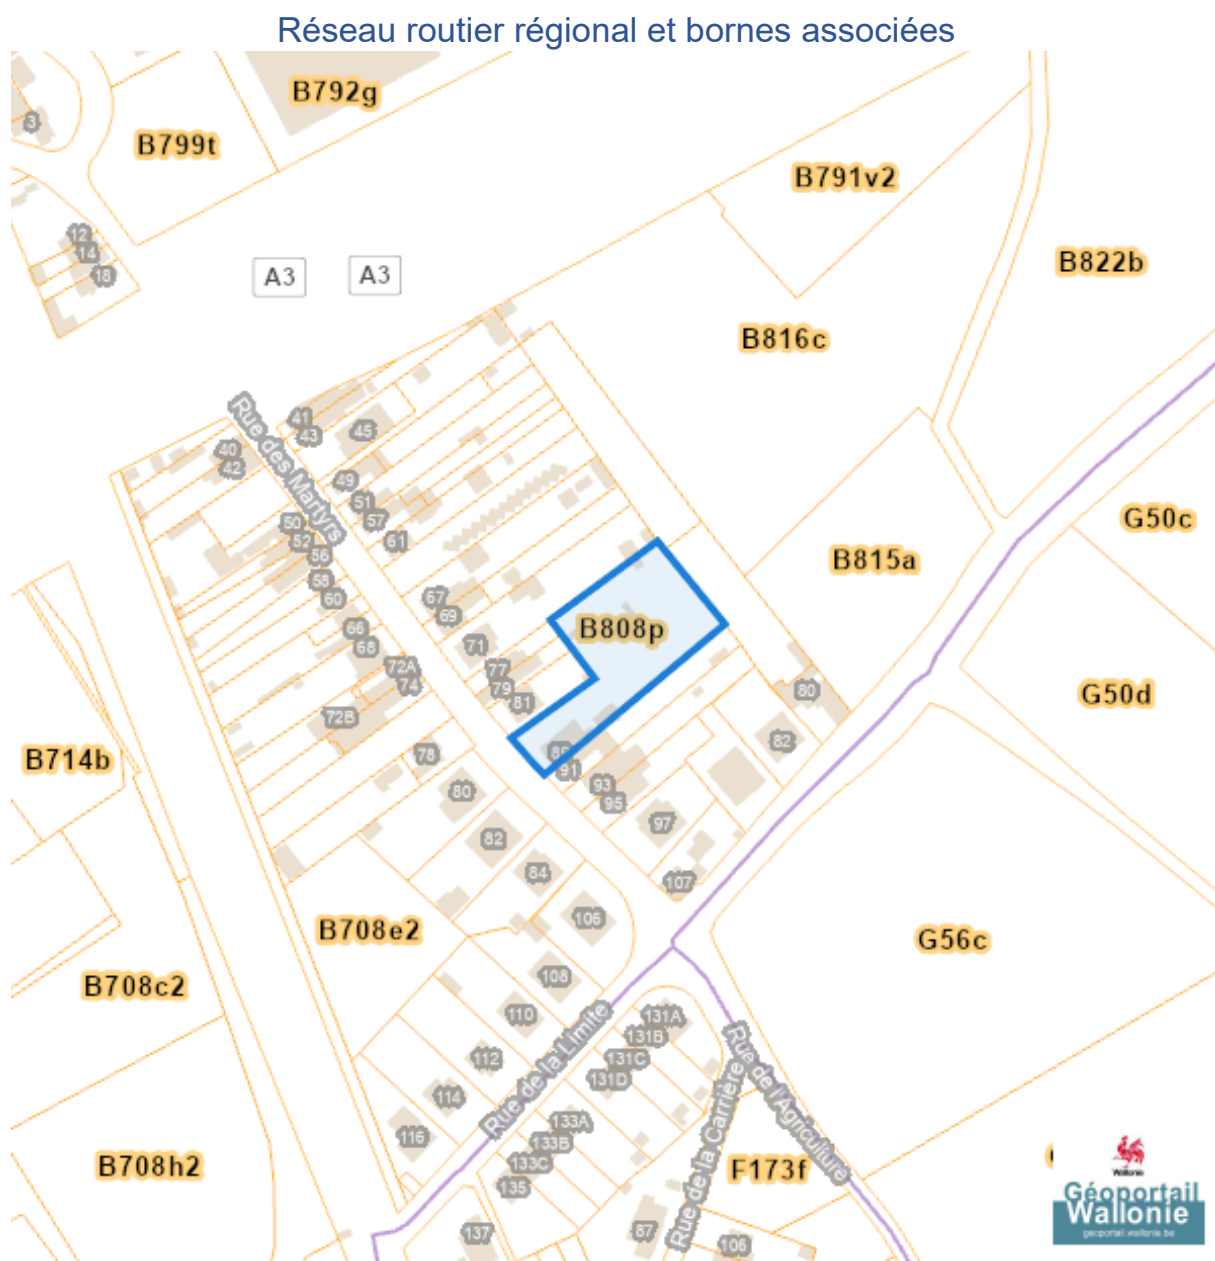 Réseau routier régional et bornes associées
B792g
3
B799t
B791v2
12
14
18
B822b
A3
A3
B816c
Rue des Martyrs
41
43
45
40
42
49
51
57
61
50
52
56
58
60
G50c
B815a
67
69
66
68
71
B808p
72A
74
77
79
81
80
G50d
72B
78
82
B714b
91
80
93
95
97
82
84
107
106
B708e2
G56c
108
B708c2
110
131A
131B
131C
131D
112
114
116
Rue de la Limite
Rue de l'Agriculture
Rue de la Carrière
133A
133B
133C
135
B708h2
F173f
137
87
106
Wallonie
Géoportail
Wallonie
geoportail.wallonie.be